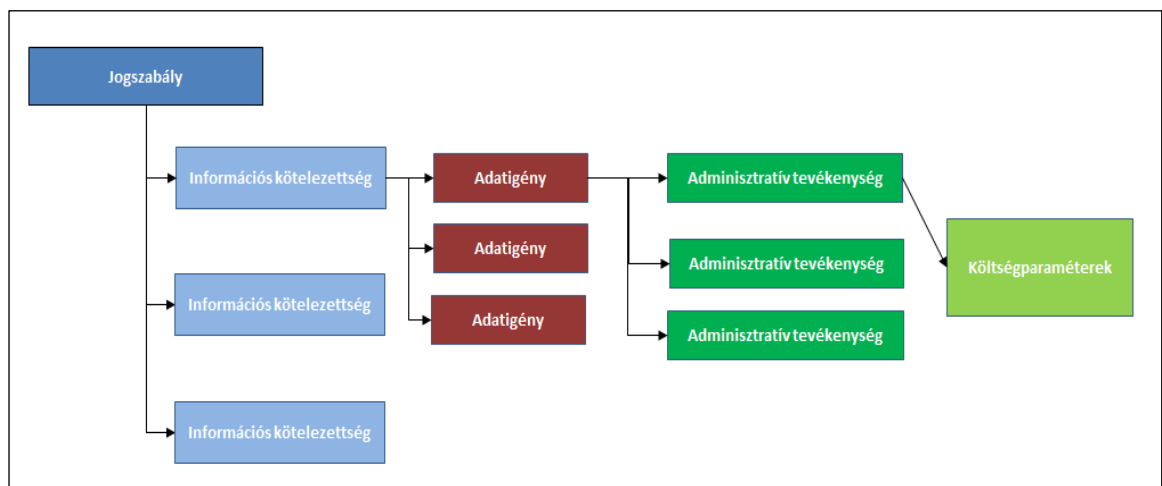 Jogszabály
Információs kötelezettség
Adatigény
Adminisztratív tevékenység
Adatigény
Adminisztratív tevékenység
Költségparaméterek
Információs kötelezettség
Adatigény
Adminisztratív tevékenység
Információs kötelezettség